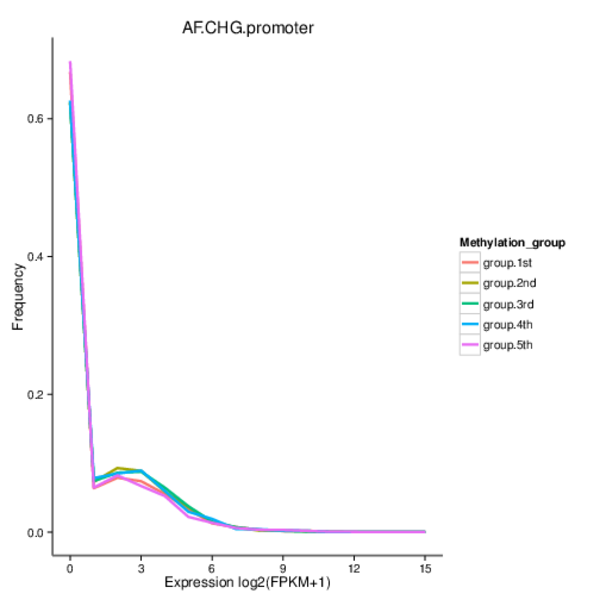 AF.CHG.promoter
Frequency
0.6
0.4
0.2
0.0
0 3 6 9 12 15
Expression log2(FPKM+1)
Methylation_group
group.1st
group.2nd
group.3rd
group.4th
group.5th